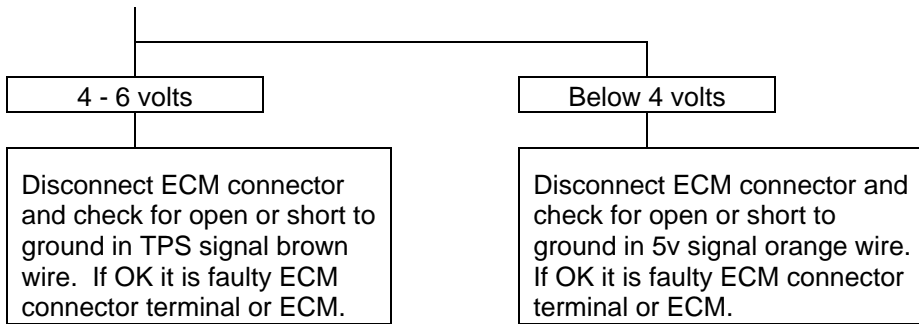 4 - 6 volts
Below 4 volts
Disconnect ECM connector
and check for open or short to
ground in TPS signal brown
wire.  If OK it is faulty ECM
connector terminal or ECM.
Disconnect ECM connector and
check for open or short to
ground in 5v signal orange wire.
If OK it is faulty ECM connector
terminal or ECM.